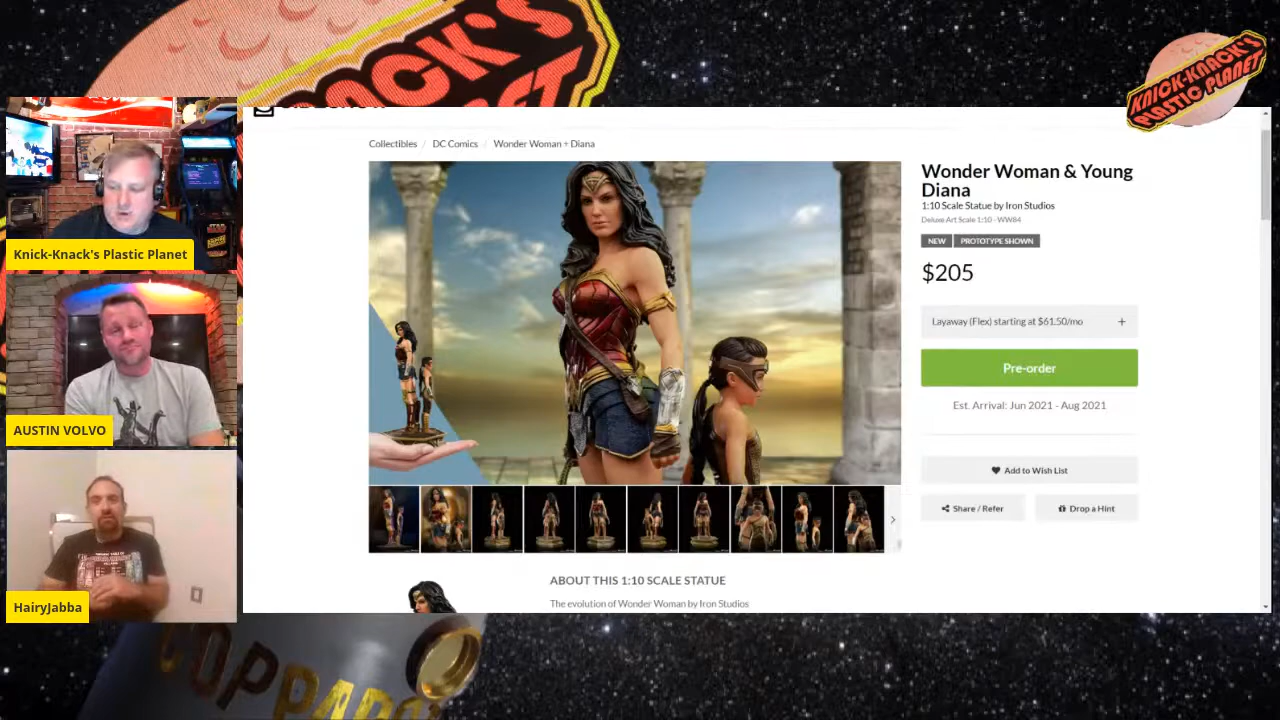 KNACK'S
PLANET
KNICK-KNACK'S
PLASTIC PLANET
Collectibles / DC Comics / Wonder Woman + Diana
Wonder Woman & Young
Diana
1:10 Scale Statue by Iron Studios
Deluxe Art Scale 1:10 - WW84
NEW
PROTOTYPE SHOWN
$205
Layaway (Flex) starting at $61.50/mo +
Pre-order
Est. Arrival: Jun 2021 - Aug 2021
Add to Wish List
Share / Refer
Drop a Hint
ABOUT THIS 1:10 SCALE STATUE
The evolution of Wonder Woman by Iron Studios
Knick-Knack's Plastic Planet
AUSTIN VOLVO
HairyJabba